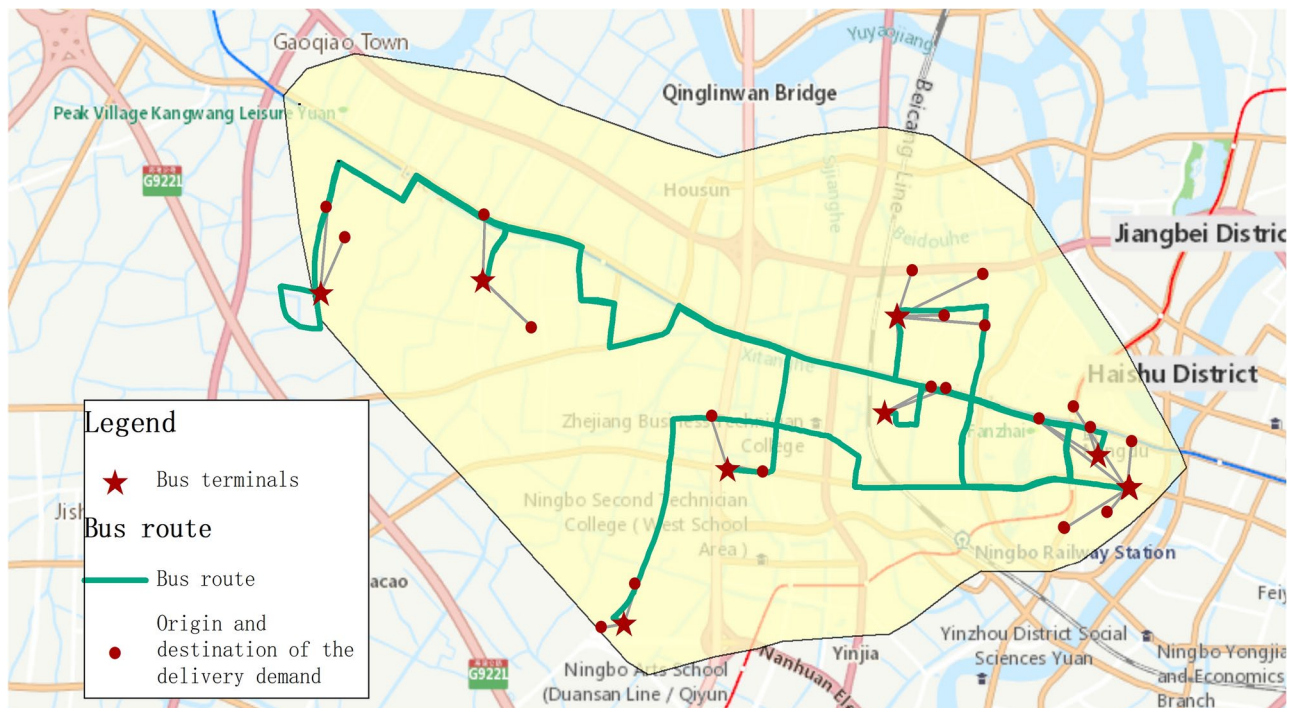 Gaoqiao Town
Yuyaojiang
Qinglinwan Bridge
Peak Village Kangwang Leisure Yuan
Beicang Line
G9221
Housun
Sijianghe
Beidouhe
Jiangbei Distric
Xitanghe
Haishu District
Legend
Bus terminals
Zhejiang Business Technician
College
Fanzhai
Ningbo Second Technician
College ( West School
Area )
Jish
Bus route
Bus route
Ningbo Railway Station
acao
Feiy
Origin and
destination of the
delivery demand
Yinzhou District Social
Sciences Yuan
Yinjia
Ningbo Yongjia
and Economics
Branch
G9221
Ningbo Arts School
(Duansan Line / Qiyun
Nanhuan Ele